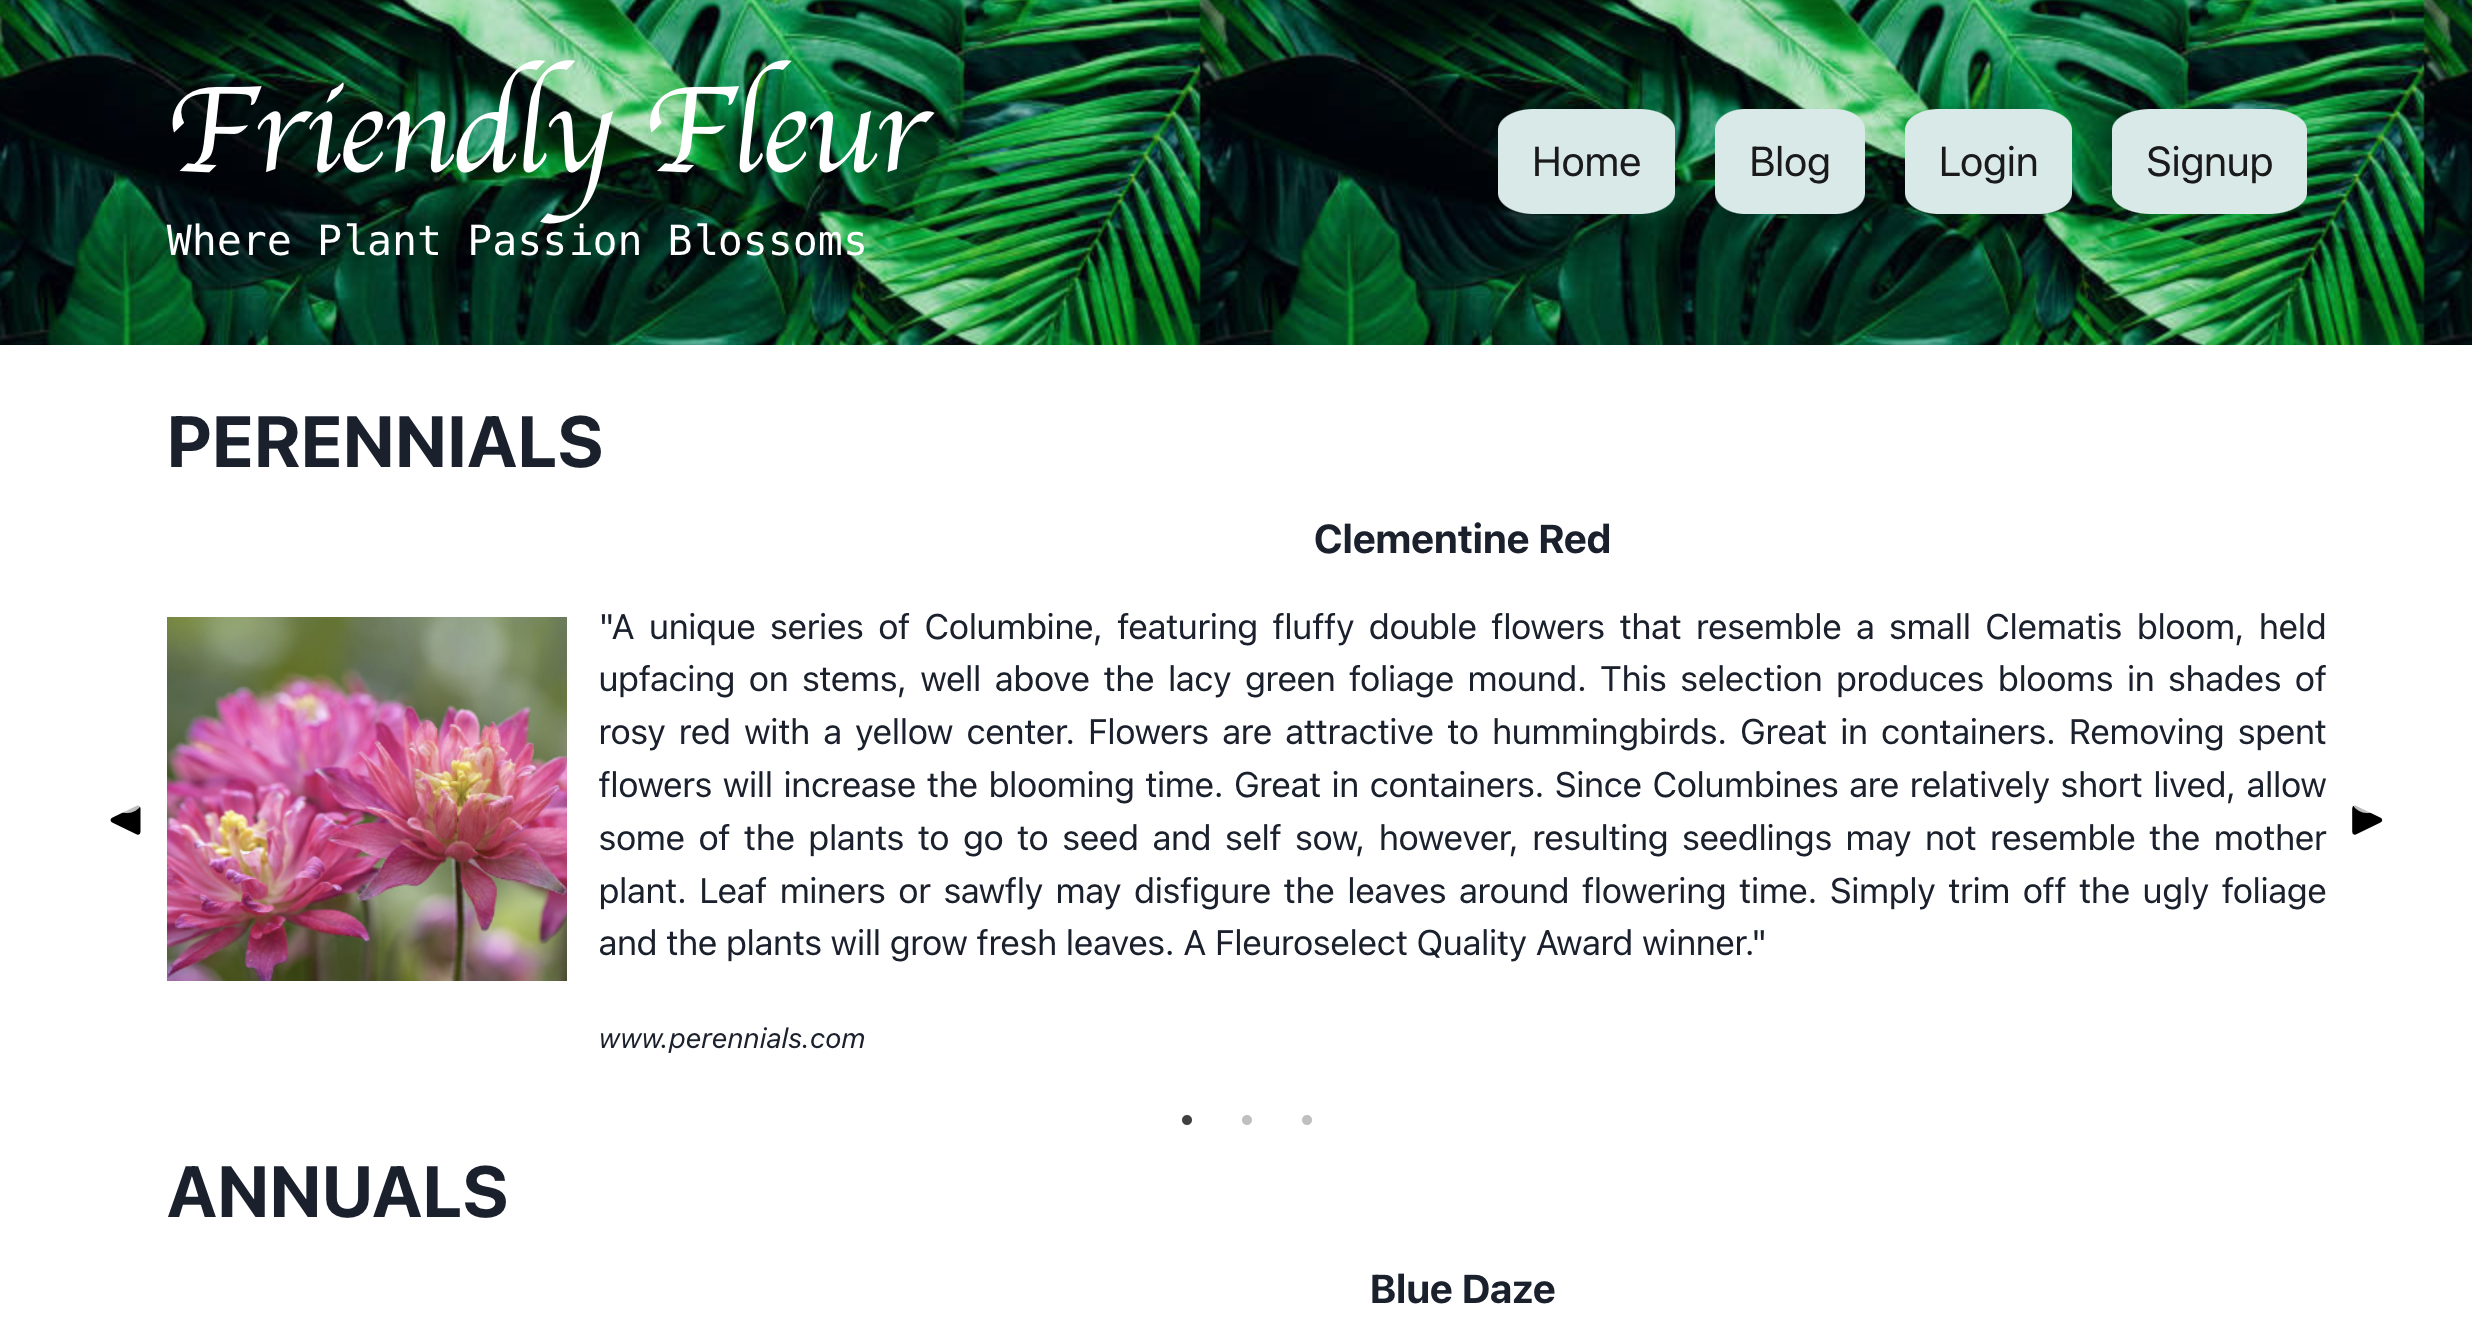 Friendly Fleur
Where Plant Passion Blossoms
Home Blog Login Signup
PERENNIALS
Clementine Red
"A unique series of Columbine, featuring fluffy double flowers that resemble a small Clematis bloom, held
upfacing on stems, well above the lacy green foliage mound. This selection produces blooms in shades of
rosy red with a yellow center. Flowers are attractive to hummingbirds. Great in containers. Removing spent
flowers will increase the blooming time. Great in containers. Since Columbines are relatively short lived, allow
some of the plants to go to seed and self sow, however, resulting seedlings may not resemble the mother
plant. Leaf miners or sawfly may disfigure the leaves around flowering time. Simply trim off the ugly foliage
and the plants will grow fresh leaves. A Fleuroselect Quality Award winner."
www.perennials.com
ANNUALS
Blue Daze